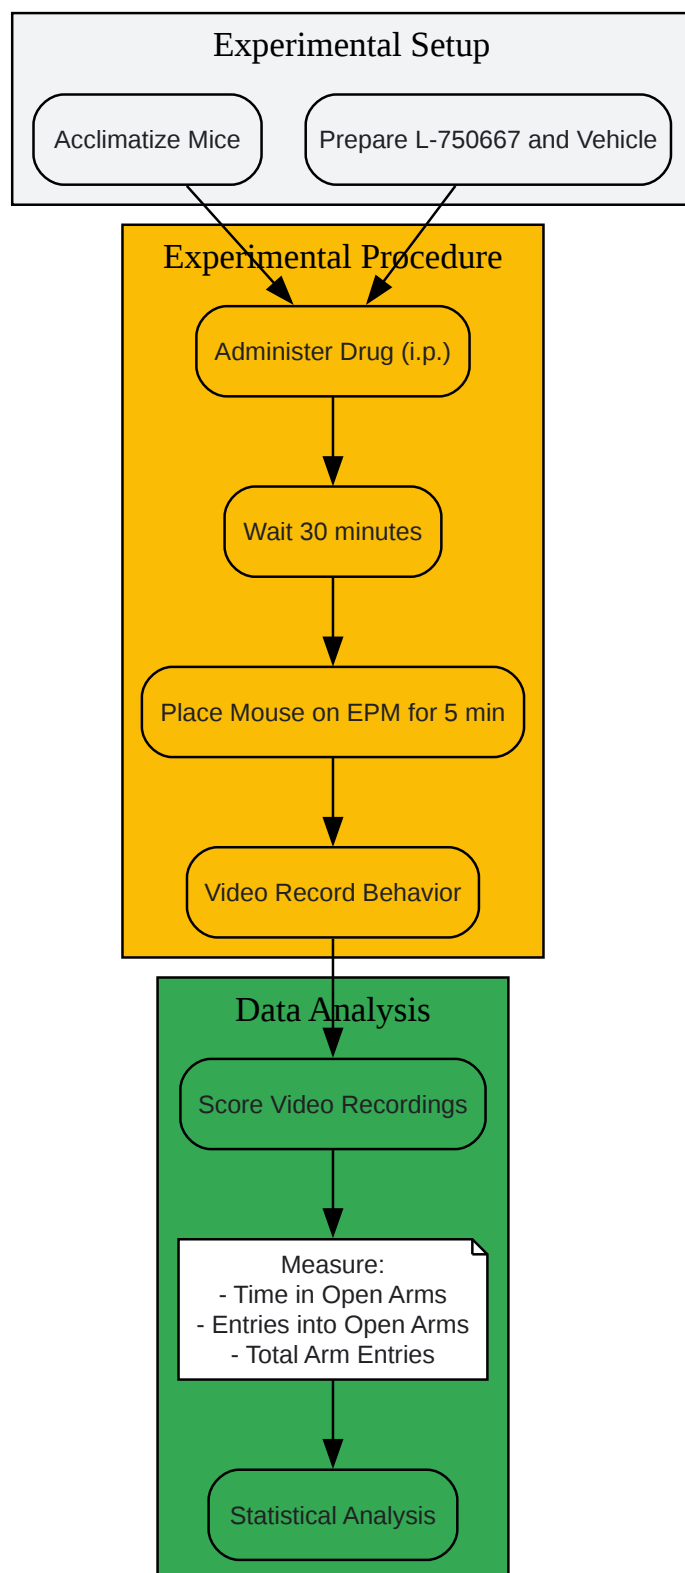 Experimental Setup
Acclimatize Mice
Prepare L-750667 and Vehicle
Experimental Procedure
Administer Drug (i.p.)
Wait 30 minutes
Place Mouse on EPM for 5 min
Video Record Behavior
Data Analysis
Score Video Recordings
Measure:
- Time in Open Arms
- Entries into Open Arms
- Total Arm Entries
Statistical Analysis